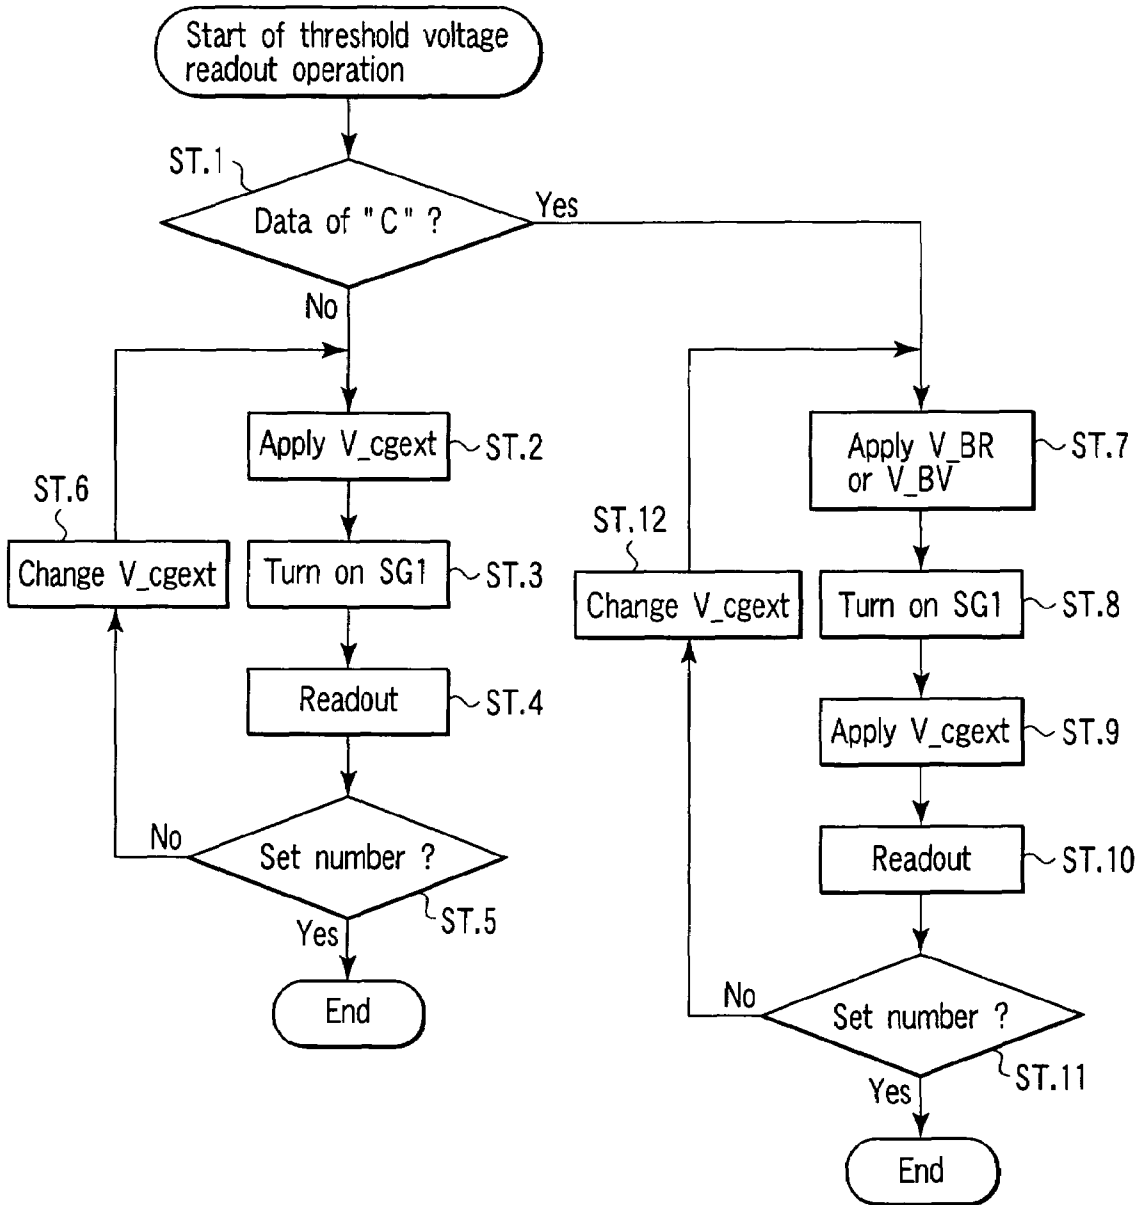 Start of threshold voltage
readout operation
ST.1
Data of "C" ?
Yes
No
Apply V_cgext
ST.2
ST.6
Change V_cgext
Turn on SG1
ST.3
Readout
ST.4
No
Set number ?
ST.5
Yes
End
Apply V_BR
or V_BV
ST.7
ST.12
Change V_cgext
Turn on SG1
ST.8
Apply V_cgext
ST.9
Readout
ST.10
No
Set number ?
ST.11
Yes
End